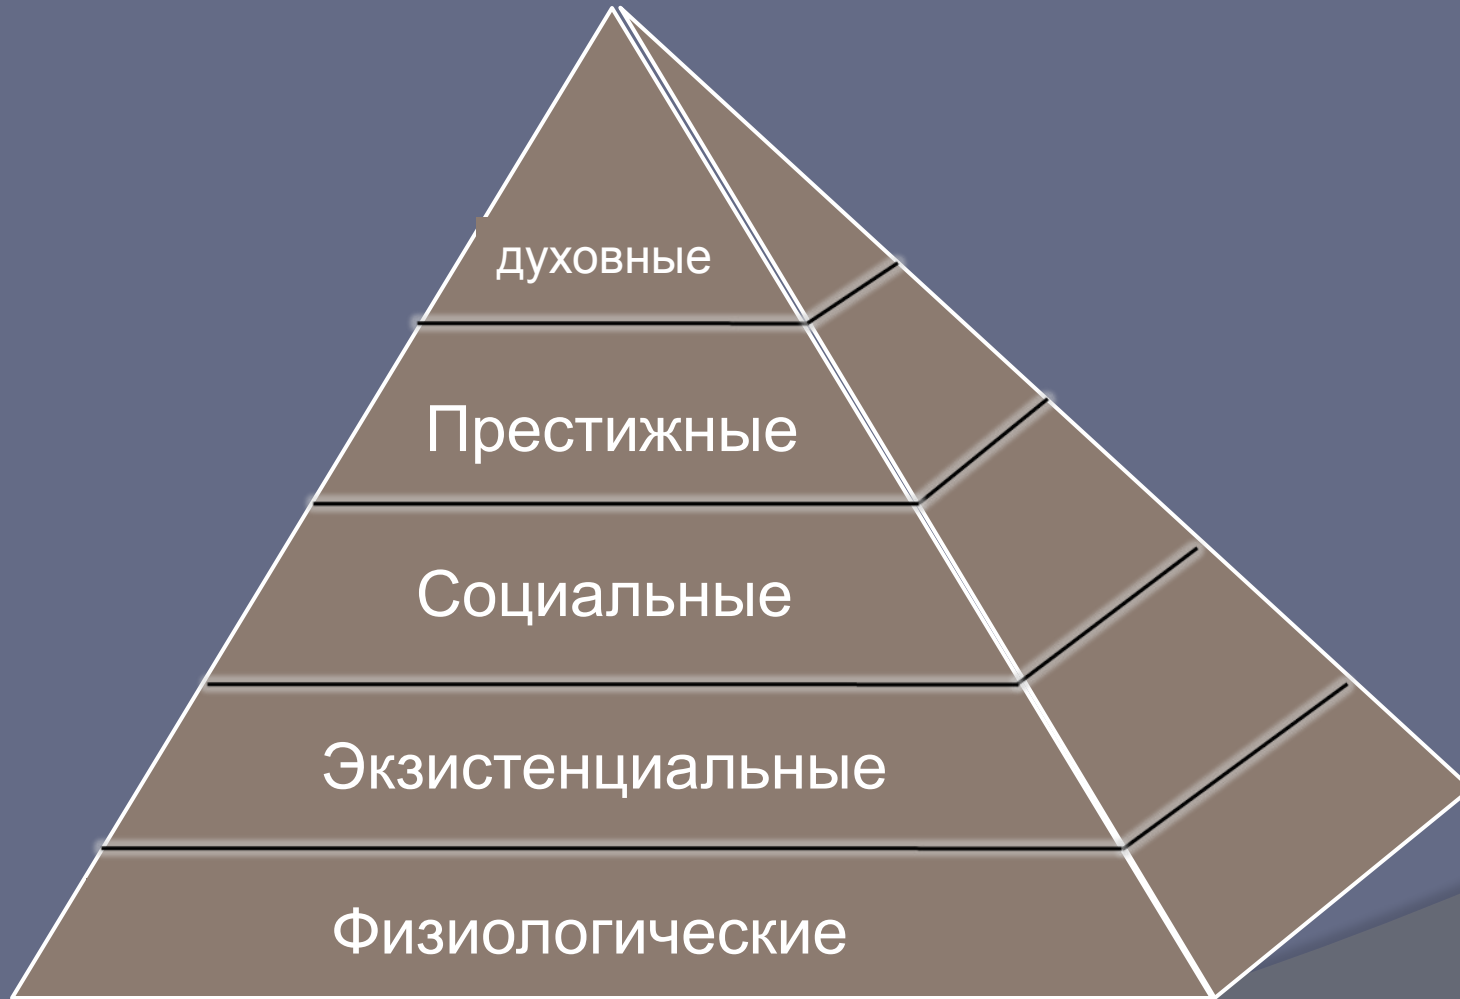 духовные
Престижные
Социальные
Экзистенциальные
Физиологические